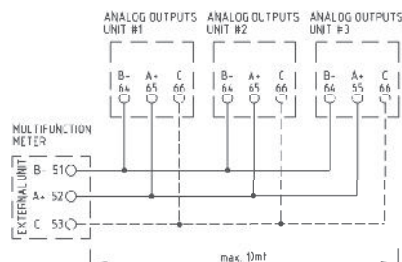 ANALOG OUTPUTS UNIT #1
ANALOG OUTPUTS UNIT #2
ANALOG OUTPUTS UNIT #3
B- A+ C
64 65 66
B- A+ C
64 65 66
B- A+ C
64 55 66
MULTIFUNCTION
METER
EXTERNAL UNIT
B- 51
A+ 52
C 53
max.